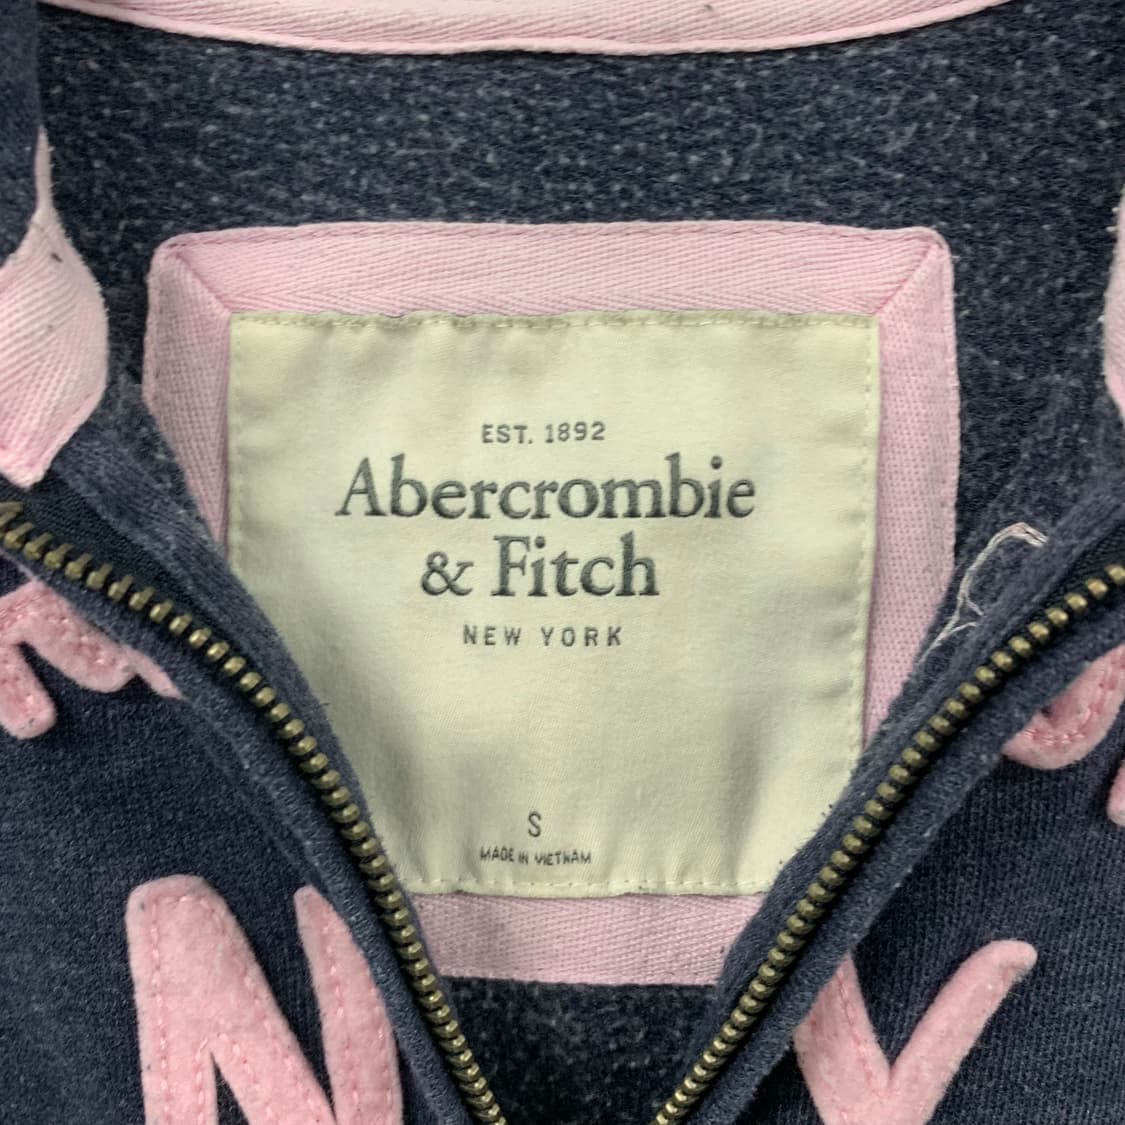 EST. 1892
Abercrombie
& Fitch
NEW YORK
S
MADE IN VIETNAM
N Y